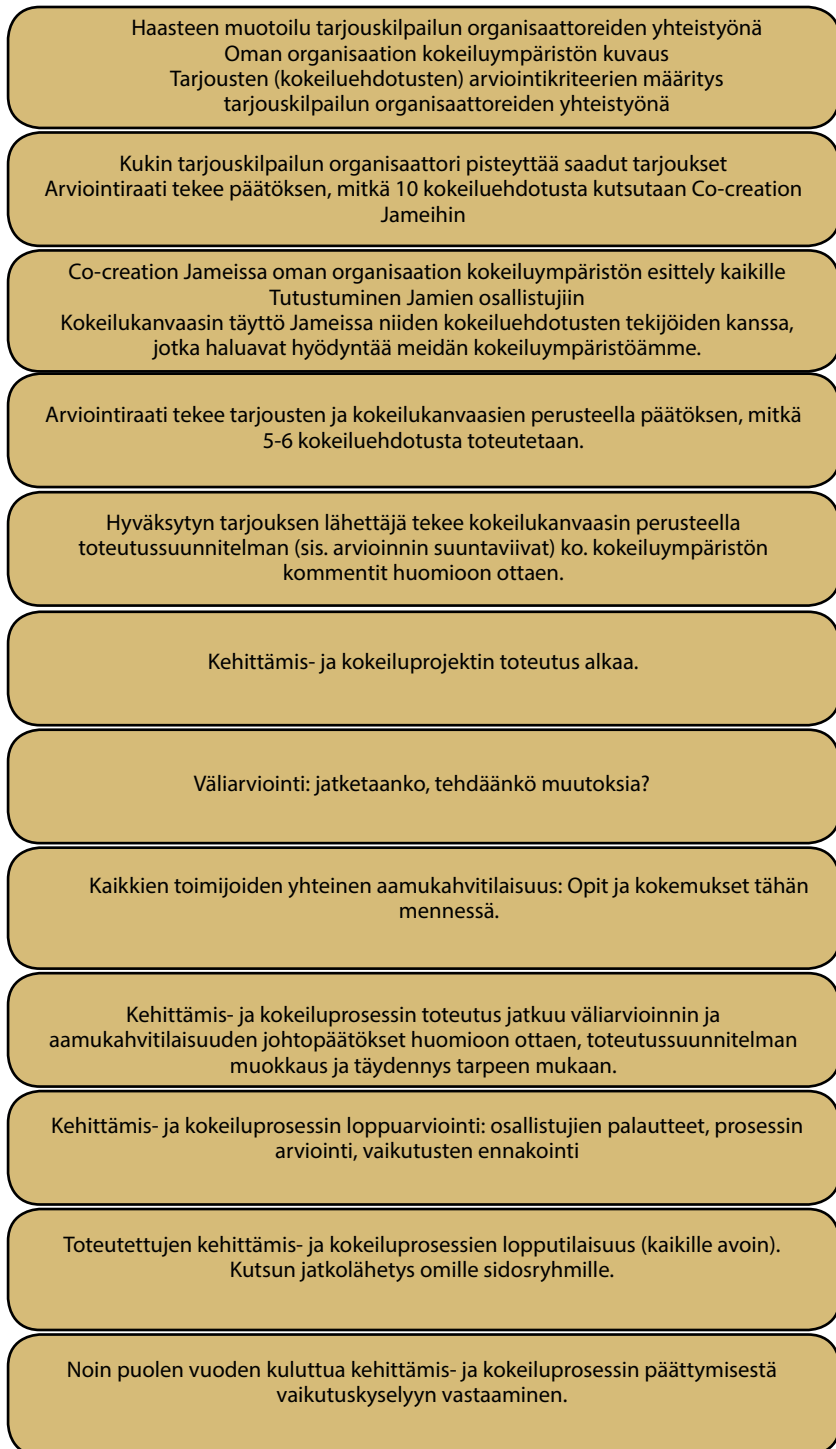 Haasteen muotoilu tarjouskilpailun organisaattoreiden yhteistyönä
Oman organisaation kokeiluympäristön kuvaus
Tarjousten (kokeiluehdotusten) arviointikriteerien määritys
tarjouskilpailun organisaattoreiden yhteistyönä
Kukin tarjouskilpailun organisaattori pisteyttää saadut tarjoukset
Arviointiraati tekee päätöksen, mitkä 10 kokeiluehdotusta kutsutaan Co-creation
Jameihin
Co-creation Jameissa oman organisaation kokeiluympäristön esittely kaikille
Tutustuminen Jamien osallistujiin
Kokeilukanvaasin täyttö Jameissa niiden kokeiluehdotusten tekijöiden kanssa,
jotka haluavat hyödyntää meidän kokeiluympäristöämme.
Arviointiraati tekee tarjousten ja kokeilukanvaasien perusteella päätöksen, mitkä
5-6 kokeiluehdotusta toteutetaan.
Hyväksytyn tarjouksen lähettäjä tekee kokeilukanvaasin perusteella
toteutussuunnitelman (sis. arvioinnin suuntaviivat) ko. kokeiluympäristön
kommentit huomioon ottaen.
Kehittämis- ja kokeiluprojektin toteutus alkaa.
Väliarviointi: jatketaanko, tehdäänkö muutoksia?
Kaikkien toimijoiden yhteinen aamukahvitilaisuus: Opit ja kokemukset tähän
mennessä.
Kehittämis- ja kokeiluprosessin toteutus jatkuu väliarvioinnin ja
aamukahvitilaisuuden johtopäätökset huomioon ottaen, toteutussuunnitelman
muokkaus ja täydennys tarpeen mukaan.
Kehittämis- ja kokeiluprosessin loppuarviointi: osallistujien palautteet, prosessin
arviointi, vaikutusten ennakointi
Toteutettujen kehittämis- ja kokeiluprosessien lopputilaisuus (kaikille avoin).
Kutsun jatkolähetys omille sidosryhmille.
Noin puolen vuoden kuluttua kehittämis- ja kokeiluprosessin päättymisestä
vaikutuskyselyyn vastaaminen.